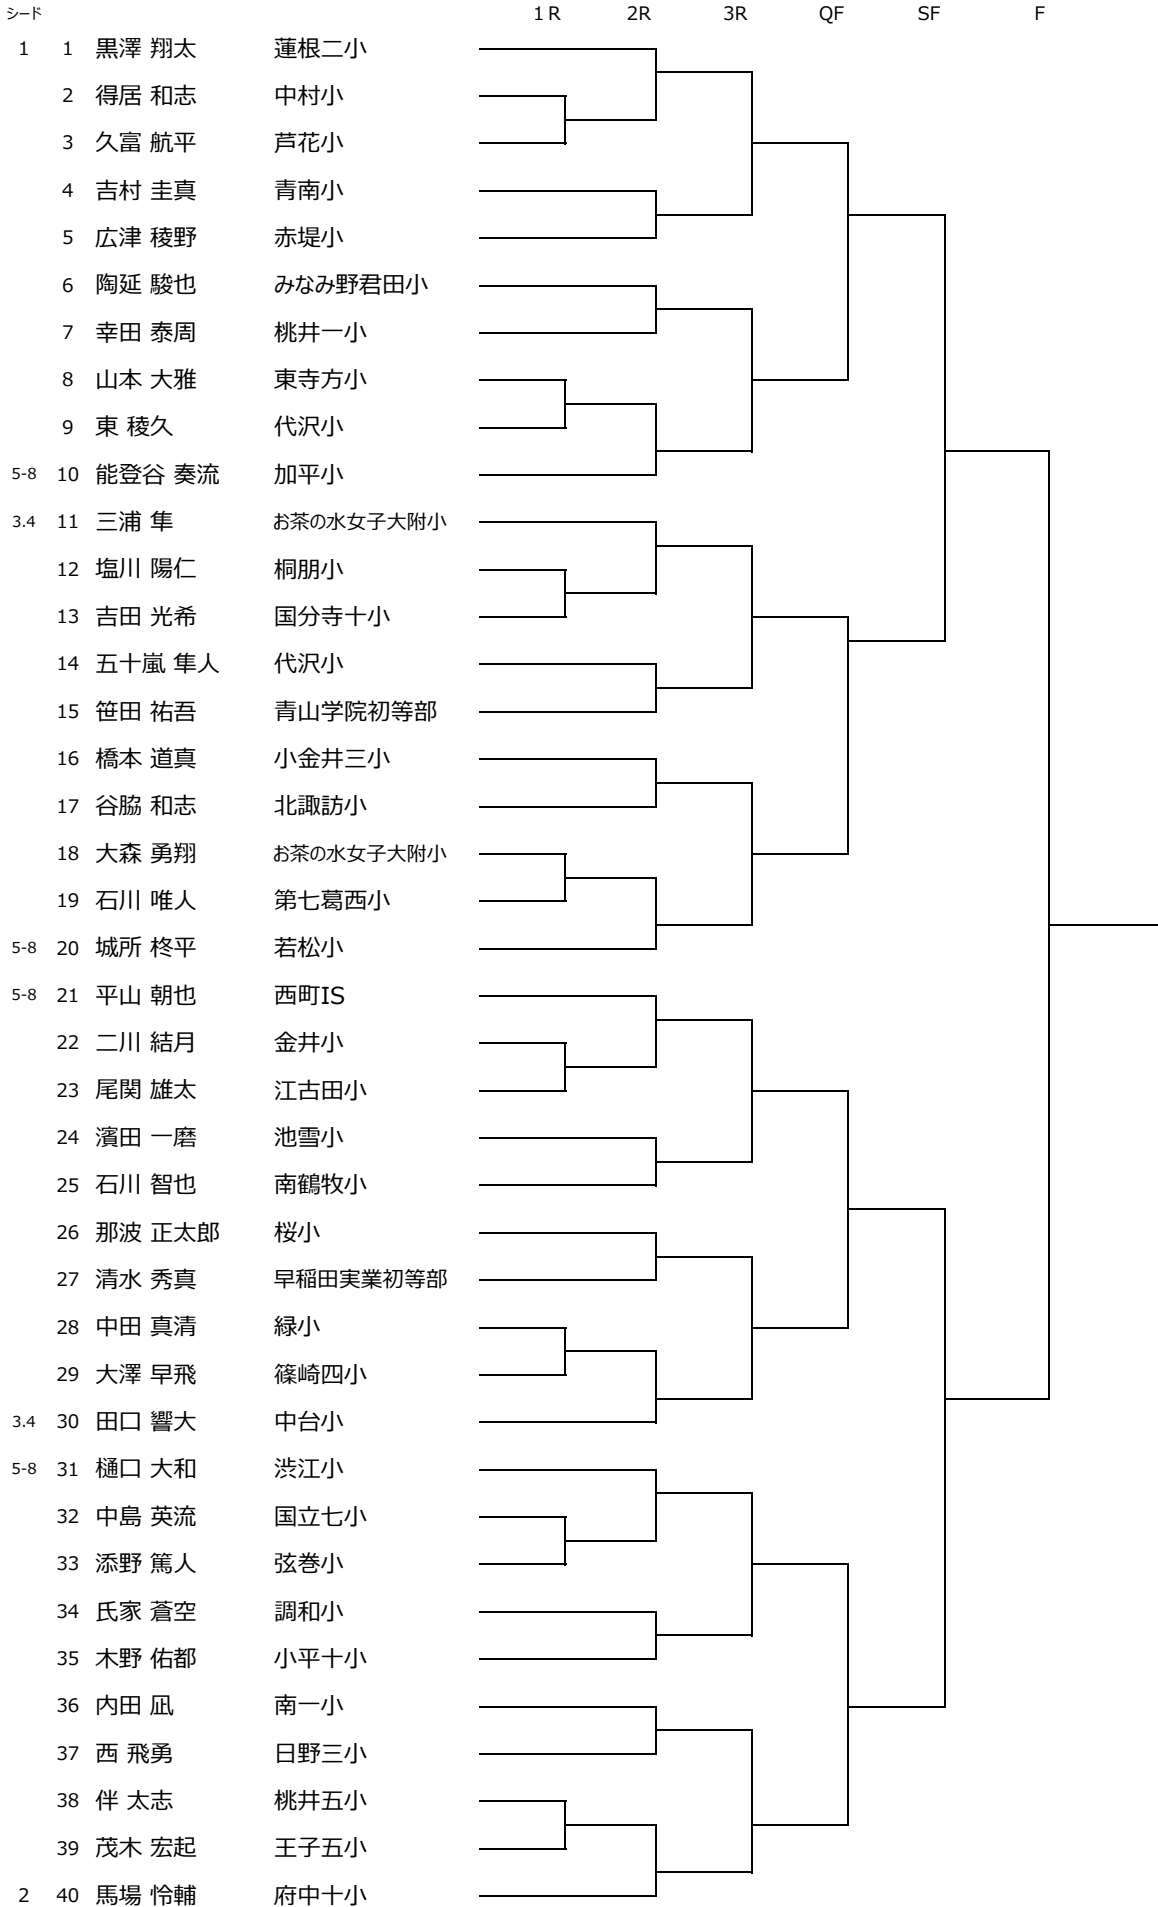 シード 1R 2R 3R QF SF F
1 1 黒澤 翔太 蓮根二小
2 得居 和志 中村小
3 久富 航平 芦花小
4 吉村 圭真 青南小
5 広津 稜野 赤堤小
6 陶延 駿也 みなみ野君田小
7 幸田 泰周 桃井一小
8 山本 大雅 東寺方小
9 東 稜久 代沢小
5-8 10 能登谷 奏流 加平小
3.4 11 三浦 隼 お茶の水女子大附小
12 塩川 陽仁 桐朋小
13 吉田 光希 国分寺十小
14 五十嵐 隼人 代沢小
15 笹田 祐吾 青山学院初等部
16 橋本 道真 小金井三小
17 谷脇 和志 北諏訪小
18 大森 勇翔 お茶の水女子大附小
19 石川 唯人 第七葛西小
5-8 20 城所 柊平 若松小
5-8 21 平山 朝也 西町IS
22 二川 結月 金井小
23 尾関 雄太 江古田小
24 濱田 一磨 池雪小
25 石川 智也 南鶴牧小
26 那波 正太郎 桜小
27 清水 秀真 早稲田実業初等部
28 中田 真清 緑小
29 大澤 早飛 篠崎四小
3.4 30 田口 響大 中台小
5-8 31 樋口 大和 渋江小
32 中島 英流 国立七小
33 添野 篤人 弦巻小
34 氏家 蒼空 調和小
35 木野 佑都 小平十小
36 内田 凪 南一小
37 西 飛勇 日野三小
38 伴 太志 桃井五小
39 茂木 宏起 王子五小
2 40 馬場 怜輔 府中十小